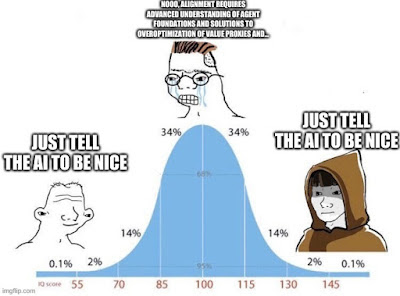 NOOO, ALIGNMENT REQUIRES
ADVANCED UNDERSTANDING OF AGENT
FOUNDATIONS AND SOLUTIONS TO
OVEROPTIMIZATION OF VALUE PROXIES AND...
JUST TELL
THE AI TO BE NICE
JUST TELL
THE AI TO BE NICE
34% 34%
68%
14% 14%
0.1% 2% 95% 2% 0.1%
IQ score 55 70 85 100 115 130 145
imgflip.com